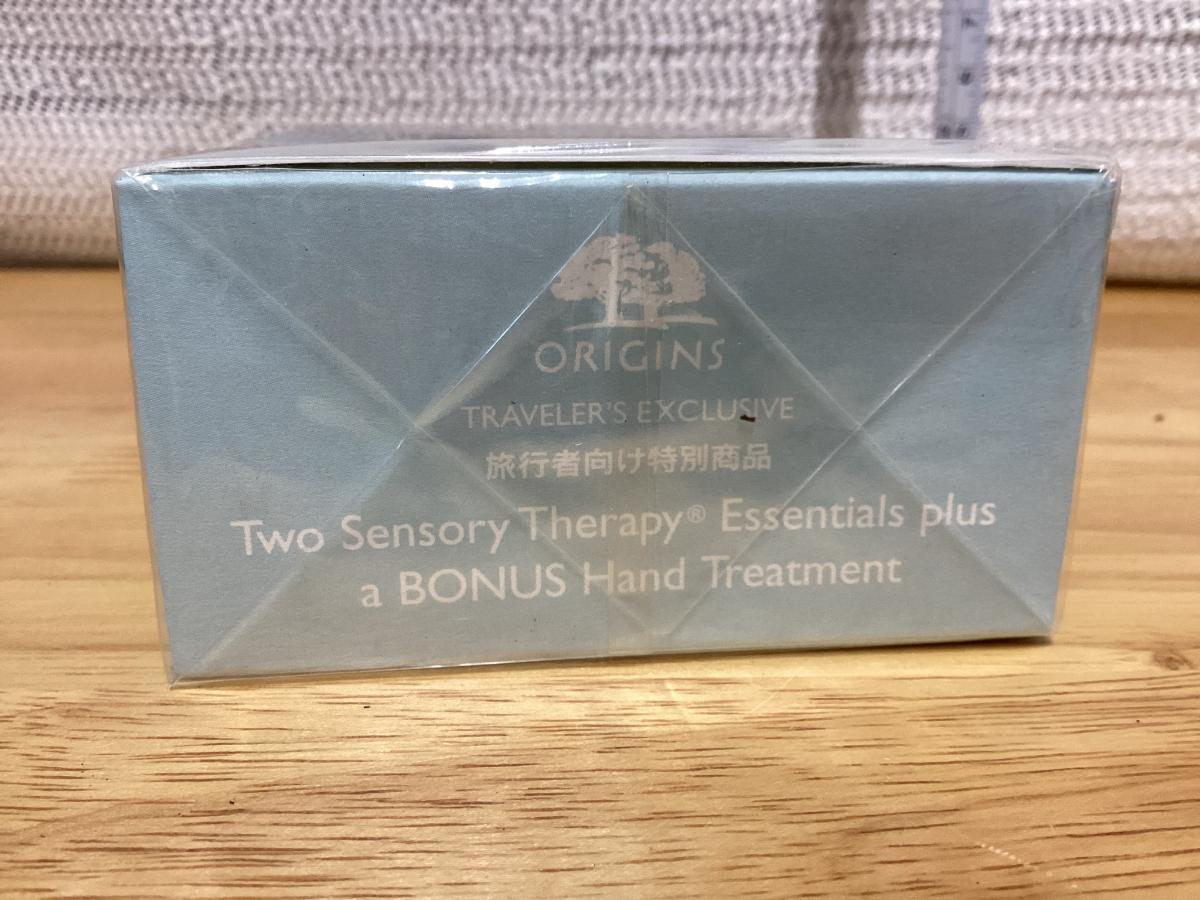 ORIGINS
TRAVELER'S EXCLUSIVE
旅行者向け特別商品
Two Sensory Therapy® Essentials plus
a BONUS Hand Treatment